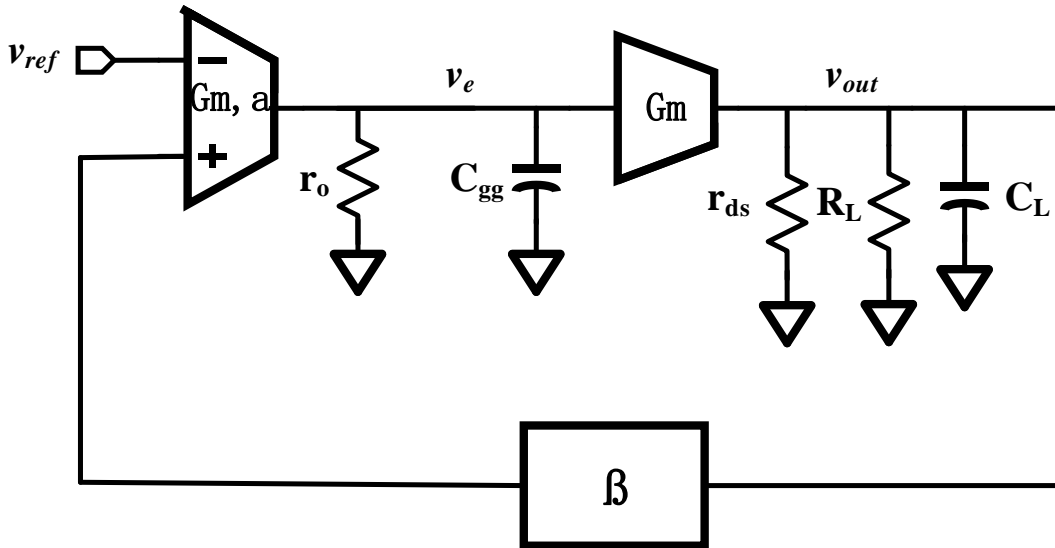 v_ref
−
Gm, a
+
v_e
Gm
v_out
r_o
C_gg
r_ds
R_L
C_L
ß